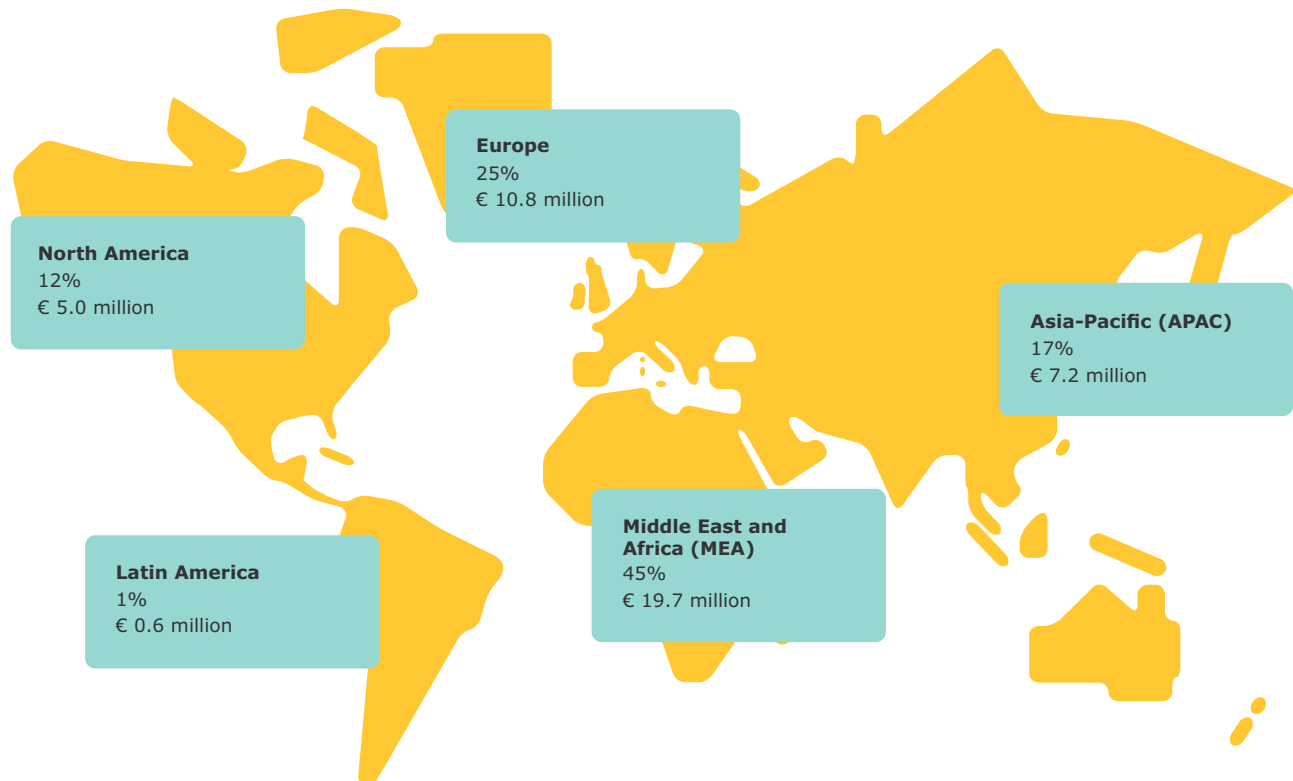 Europe
25%
€ 10.8 million
North America
12%
€ 5.0 million
Asia-Pacific (APAC)
17%
€ 7.2 million
Middle East and
Africa (MEA)
45%
€ 19.7 million
Latin America
1%
€ 0.6 million